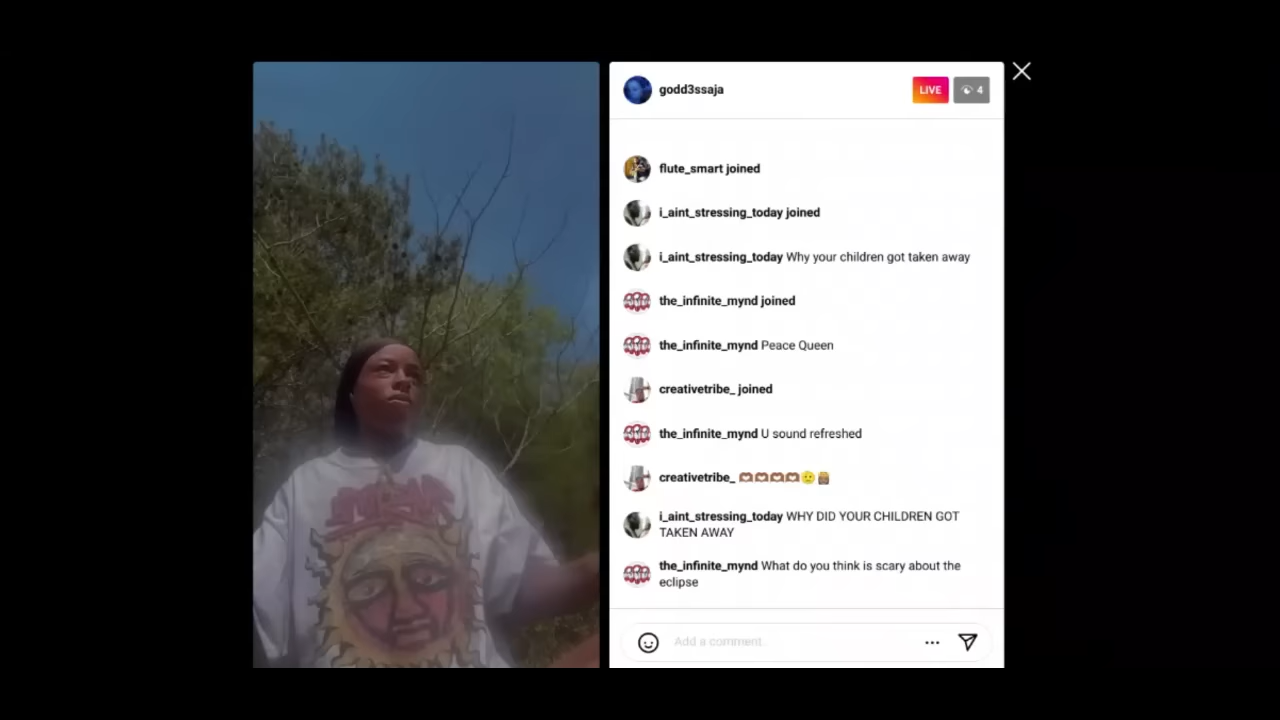 godd3ssaja
LIVE
4
flute_smart joined
i_aint_stressing_today joined
i_aint_stressing_today Why your children got taken away
the_infinite_mynd joined
the_infinite_mynd Peace Queen
creativetribe_ joined
the_infinite_mynd U sound refreshed
creativetribe_ 🫶🏾🫶🏾🫶🏾🫶🏾🫡
i_aint_stressing_today WHY DID YOUR CHILDREN GOT
TAKEN AWAY
the_infinite_mynd What do you think is scary about the
eclipse
Add a comment...